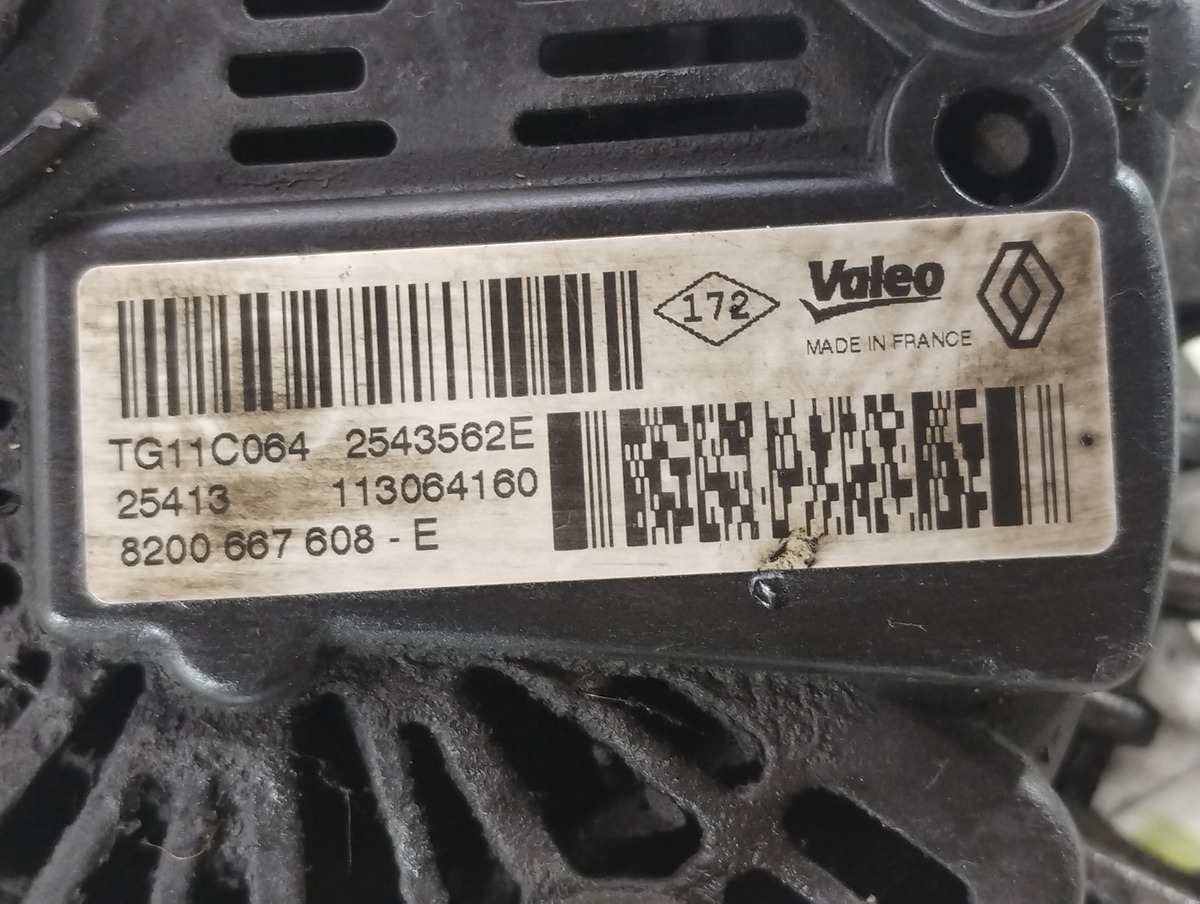 172
Valeo
MADE IN FRANCE
TG11C064 2543562E
25413 113064160
8200 667 608 - E